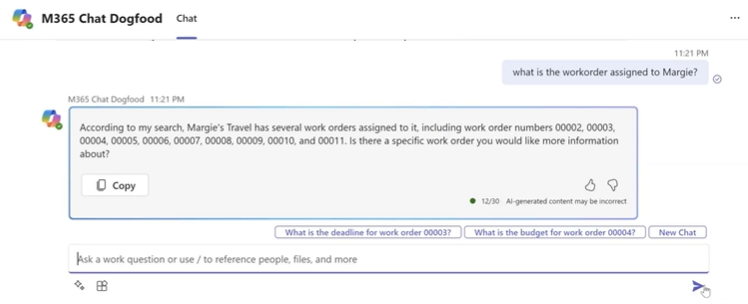 M365 Chat Dogfood Chat ...
11:21 PM
what is the workorder assigned to Margie?
M365 Chat Dogfood 11:21 PM
According to my search, Margie's Travel has several work orders assigned to it, including work order numbers 00002, 00003,
00004, 00005, 00006, 00007, 00008, 00009, 00010, and 00011. Is there a specific work order you would like more information
about?
Copy
12/30 AI-generated content may be incorrect
What is the deadline for work order 00003? What is the budget for work order 00004? New Chat
Ask a work question or use / to reference people, files, and more